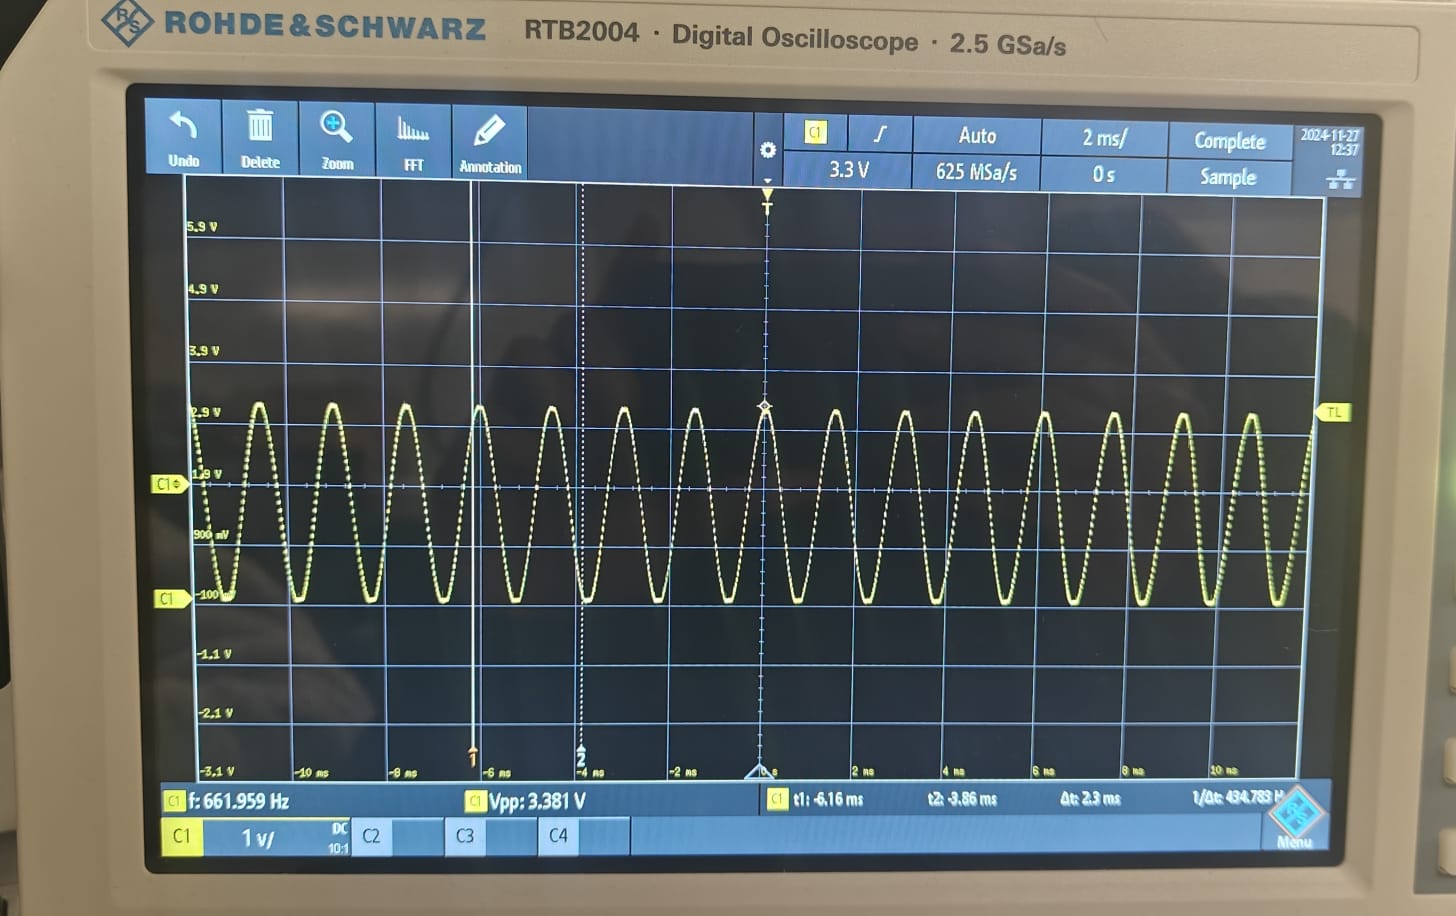 R&S ROHDE&SCHWARZ RTB2004 · Digital Oscilloscope · 2.5 GSa/s
Undo Delete Zoom FFT Annotation
C1 Auto 2 ms/ Complete 2024-11-27
12:37
3.3 V 625 MSa/s 0 s Sample
T
5.9 V
4.9 V
3.9 V
2.9 V TL
1.9 V
C1
900 mV
C1 -100
-1.1 V
-2.1 V
1 2
-3.1 V -10 ms -8 ms -6 ms -4 ms -2 ms 0 s 2 ms 4 ms 6 ms 8 ms 10 ms
C1 f: 661.959 Hz C1 Vpp: 3.381 V C1 t1: -6.16 ms t2: -3.86 ms Δt: 2.3 ms 1/Δt: 434.783 H
C1 1 V/ DC
10:1 C2 C3 C4 Menu